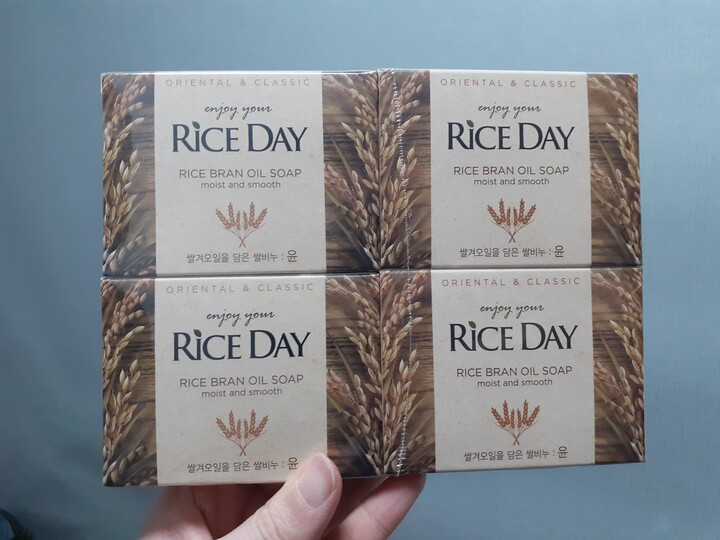 ORIENTAL & CLASSIC
enjoy your
RiCE DAY
RICE BRAN OIL SOAP
moist and smooth
쌀겨오일을 담은 쌀비누 : 윤
ORIENTAL & CLASSIC
enjoy your
RiCE DAY
RICE BRAN OIL SOAP
moist and smooth
쌀겨오일을 담은 쌀비누 : 윤
ORIENTAL & CLASSIC
enjoy your
RiCE DAY
RICE BRAN OIL SOAP
moist and smooth
쌀겨오일을 담은 쌀비누 : 윤
ORIENTAL & CLASSIC
enjoy your
RiCE DAY
RICE BRAN OIL SOAP
moist and smooth
쌀겨오일을 담은 쌀비누 : 윤